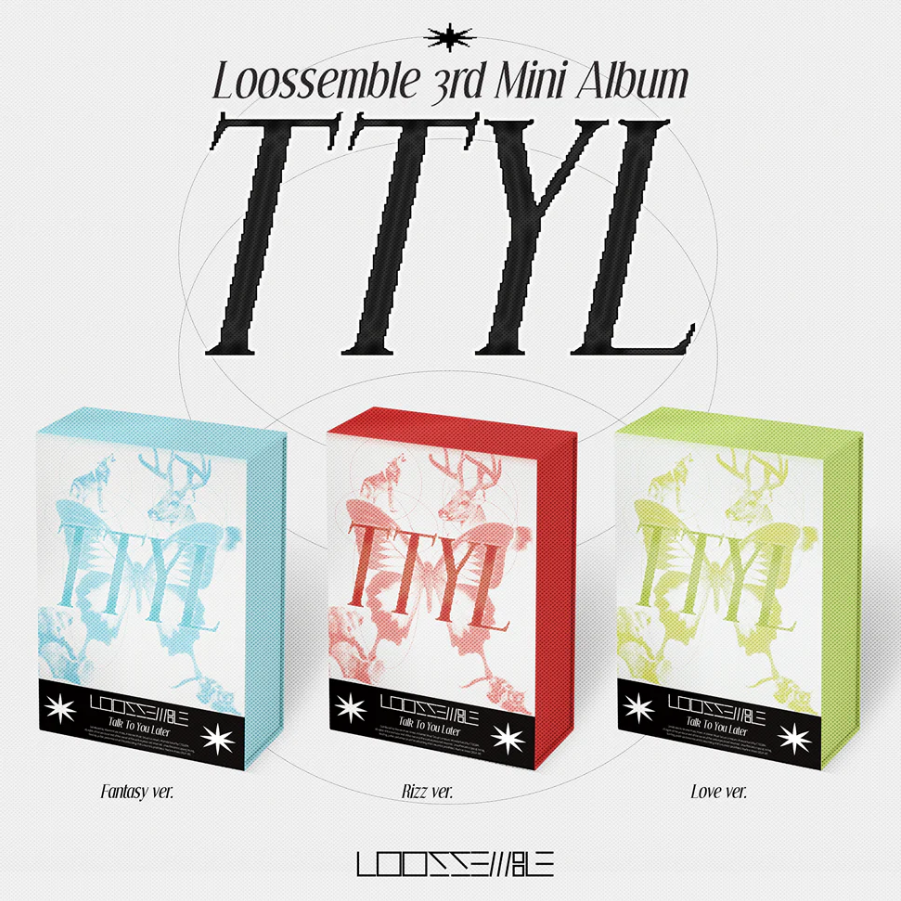 Loossemble 3rd Mini Album
TTYL
TTYL
LOOSSEMBLE
Talk To You Later
Fantasy ver.
TTYL
LOOSSEMBLE
Talk To You Later
Rizz ver.
TTYL
LOOSSEMBLE
Talk To You Later
Love ver.
LOOSSEMBLE